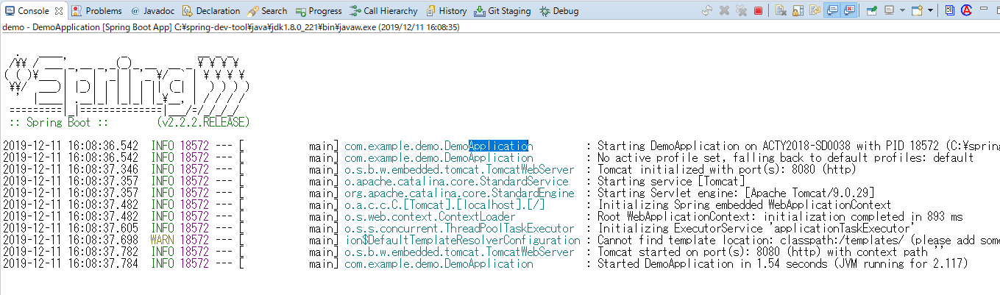 Console Problems @ Javadoc Declaration Search Progress Call Hierarchy History Git Staging Debug
demo - DemoApplication [Spring Boot App] C:¥spring-dev-tool¥java¥jdk1.8.0_221¥bin¥javaw.exe (2019/12/11 16:08:35)
Spring
:: Spring Boot :: (v2.2.2.RELEASE)
2019-12-11 16:08:36.542 INFO 18572 --- [ main] com.example.demo.DemoApplication : Starting DemoApplication on ACTY2018-SD0038 with PID 18572 (C:¥spring
2019-12-11 16:08:36.542 INFO 18572 --- [ main] com.example.demo.DemoApplication : No active profile set, falling back to default profiles: default
2019-12-11 16:08:37.346 INFO 18572 --- [ main] o.s.b.w.embedded.tomcat.TomcatWebServer : Tomcat initialized with port(s): 8080 (http)
2019-12-11 16:08:37.357 INFO 18572 --- [ main] o.apache.catalina.core.StandardService : Starting service [Tomcat]
2019-12-11 16:08:37.357 INFO 18572 --- [ main] org.apache.catalina.core.StandardEngine : Starting Servlet engine: [Apache Tomcat/9.0.29]
2019-12-11 16:08:37.482 INFO 18572 --- [ main] o.a.c.c.C.[Tomcat].[localhost].[/] : Initializing Spring embedded WebApplicationContext
2019-12-11 16:08:37.482 INFO 18572 --- [ main] o.s.web.context.ContextLoader : Root WebApplicationContext: initialization completed in 893 ms
2019-12-11 16:08:37.605 INFO 18572 --- [ main] o.s.s.concurrent.ThreadPoolTaskExecutor : Initializing ExecutorService 'applicationTaskExecutor'
2019-12-11 16:08:37.698 WARN 18572 --- [ main] ion$DefaultTemplateResolverConfiguration : Cannot find template location: classpath:/templates/ (please add some
2019-12-11 16:08:37.782 INFO 18572 --- [ main] o.s.b.w.embedded.tomcat.TomcatWebServer : Tomcat started on port(s): 8080 (http) with context path ''
2019-12-11 16:08:37.784 INFO 18572 --- [ main] com.example.demo.DemoApplication : Started DemoApplication in 1.54 seconds (JVM running for 2.117)